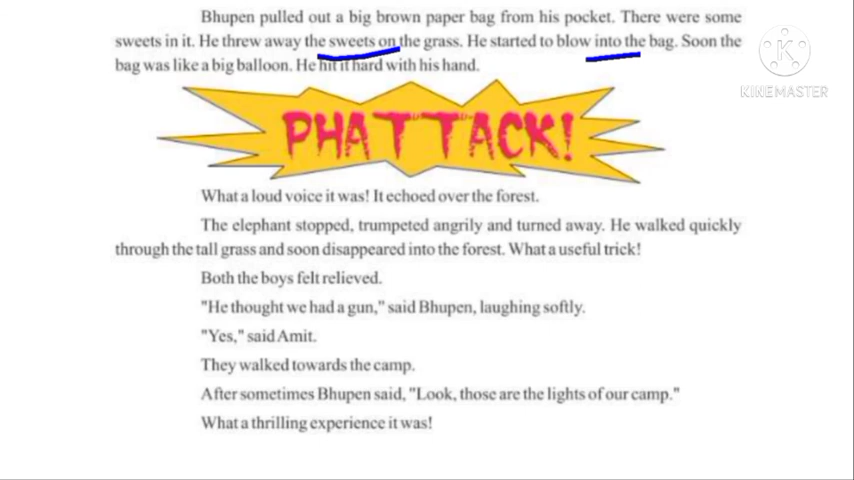 Bhupen pulled out a big brown paper bag from his pocket. There were some
sweets in it. He threw away the sweets on the grass. He started to blow into the bag. Soon the
bag was like a big balloon. He hit it hard with his hand.
KINEMASTER
PHATTACK!
What a loud voice it was! It echoed over the forest.
The elephant stopped, trumpeted angrily and turned away. He walked quickly
through the tall grass and soon disappeared into the forest. What a useful trick!
Both the boys felt relieved.
"He thought we had a gun," said Bhupen, laughing softly.
"Yes," said Amit.
They walked towards the camp.
After sometimes Bhupen said, "Look, those are the lights of our camp."
What a thrilling experience it was!